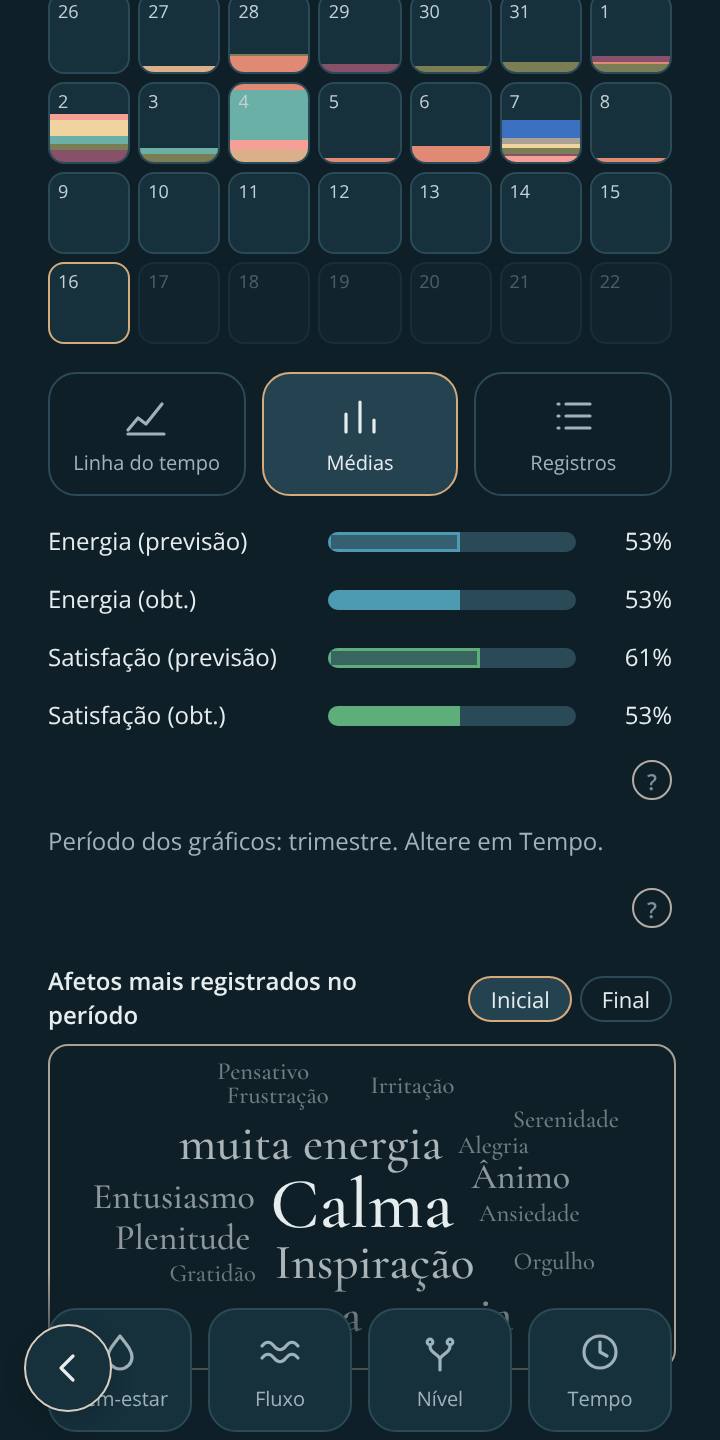 26 27 28 29 30 31 1
2 3 4 5 6 7 8
9 10 11 12 13 14 15
16 17 18 19 20 21 22
Linha do tempo Médias Registros
Energia (previsão) 53%
Energia (obt.) 53%
Satisfação (previsão) 61%
Satisfação (obt.) 53%
?
Período dos gráficos: trimestre. Altere em Tempo.
?
Afetos mais registrados no
período
Inicial Final
Pensativo
Frustração Irritação
Serenidade
muita energia Alegria
Ânimo
Entusiasmo Calma Ansiedade
Plenitude
Inspiração Orgulho
Gratidão
Fluxo Nível Tempo